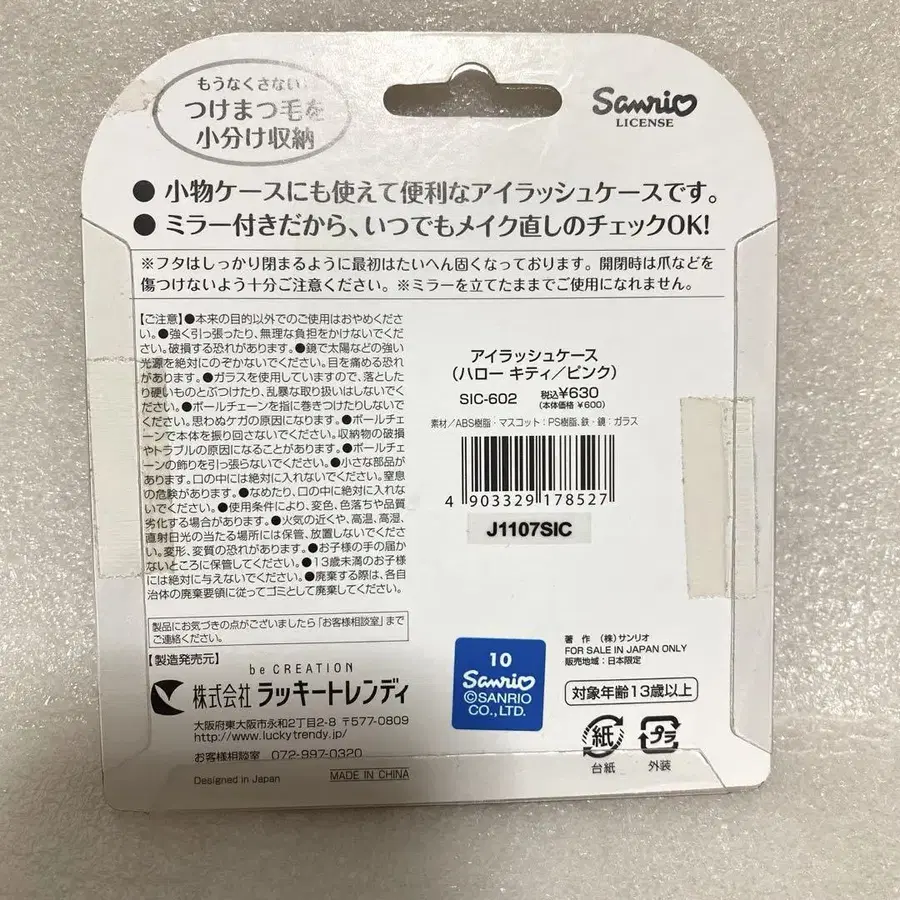 もうなくさない!
つけまつ毛を
小分け収納
Sanrio
LICENSE
●小物ケースにも使えて便利なアイラッシュケースです。
●ミラー付きだから、いつでもメイク直しのチェックOK!
※フタはしっかり閉まるように最初はたいへん固くなっております。開閉時は爪などを
傷つけないよう十分ご注意ください。※ミラーを立てたままでご使用になれません。
【ご注意】●本来の目的以外でのご使用はおやめくださ
い。●強く引っ張ったり、無理な負担をかけないでくだ
さい。破損する恐れがあります。●鏡で太陽などの強い
光源を絶対にのぞかないでください。目を痛める恐れ
があります。●ガラスを使用していますので、落とした
り硬いものとぶつけたり、乱暴な取り扱いはしないでく
ださい。●ボールチェーンを指に巻きつけたりしないで
ください。思わぬケガの原因になります。●ボールチェ
ーンで本体を振り回さないでください。収納物の破損
やトラブルの原因になることがあります。●ボールチェ
ーンの飾りを引っ張らないでください。●小さな部品が
あります。口の中には絶対に入れないでください。窒息
の危険があります。●なめたり、口の中に絶対に入れな
いでください。●使用条件により、変色、色落ちや品質
劣化する場合があります。●火気の近くや、高温、高湿、
直射日光の当たる場所には保管、放置しないでくださ
い。変形、変質の恐れがあります。●お子様の手の届か
ないところに保管してください。●13歳未満のお子様
には絶対に与えないでください。●廃棄する際は、各自
治体の廃棄要領に従ってゴミとして廃棄してください。
製品にお気づきの点がございましたら「お客様相談室」まで
ご連絡ください。
【製造発売元】
be CREATION
株式会社 ラッキートレンディ
大阪府東大阪市永和2丁目2-8 〒577-0809
http://www.luckytrendy.jp/
お客様相談室 072-997-0320
Designed in Japan MADE IN CHINA
アイラッシュケース
(ハロー キティ/ピンク)
SIC-602 税込¥630
(本体価格 ¥600)
素材/ABS樹脂・マスコット:PS樹脂、鉄・鏡:ガラス
4 903329 178527
J1107SIC
10
Sanrio
©SANRIO
CO.,LTD.
著作 (株)サンリオ
FOR SALE IN JAPAN ONLY
販売地域:日本限定
対象年齢13歳以上
紙
台紙
プラ
外装